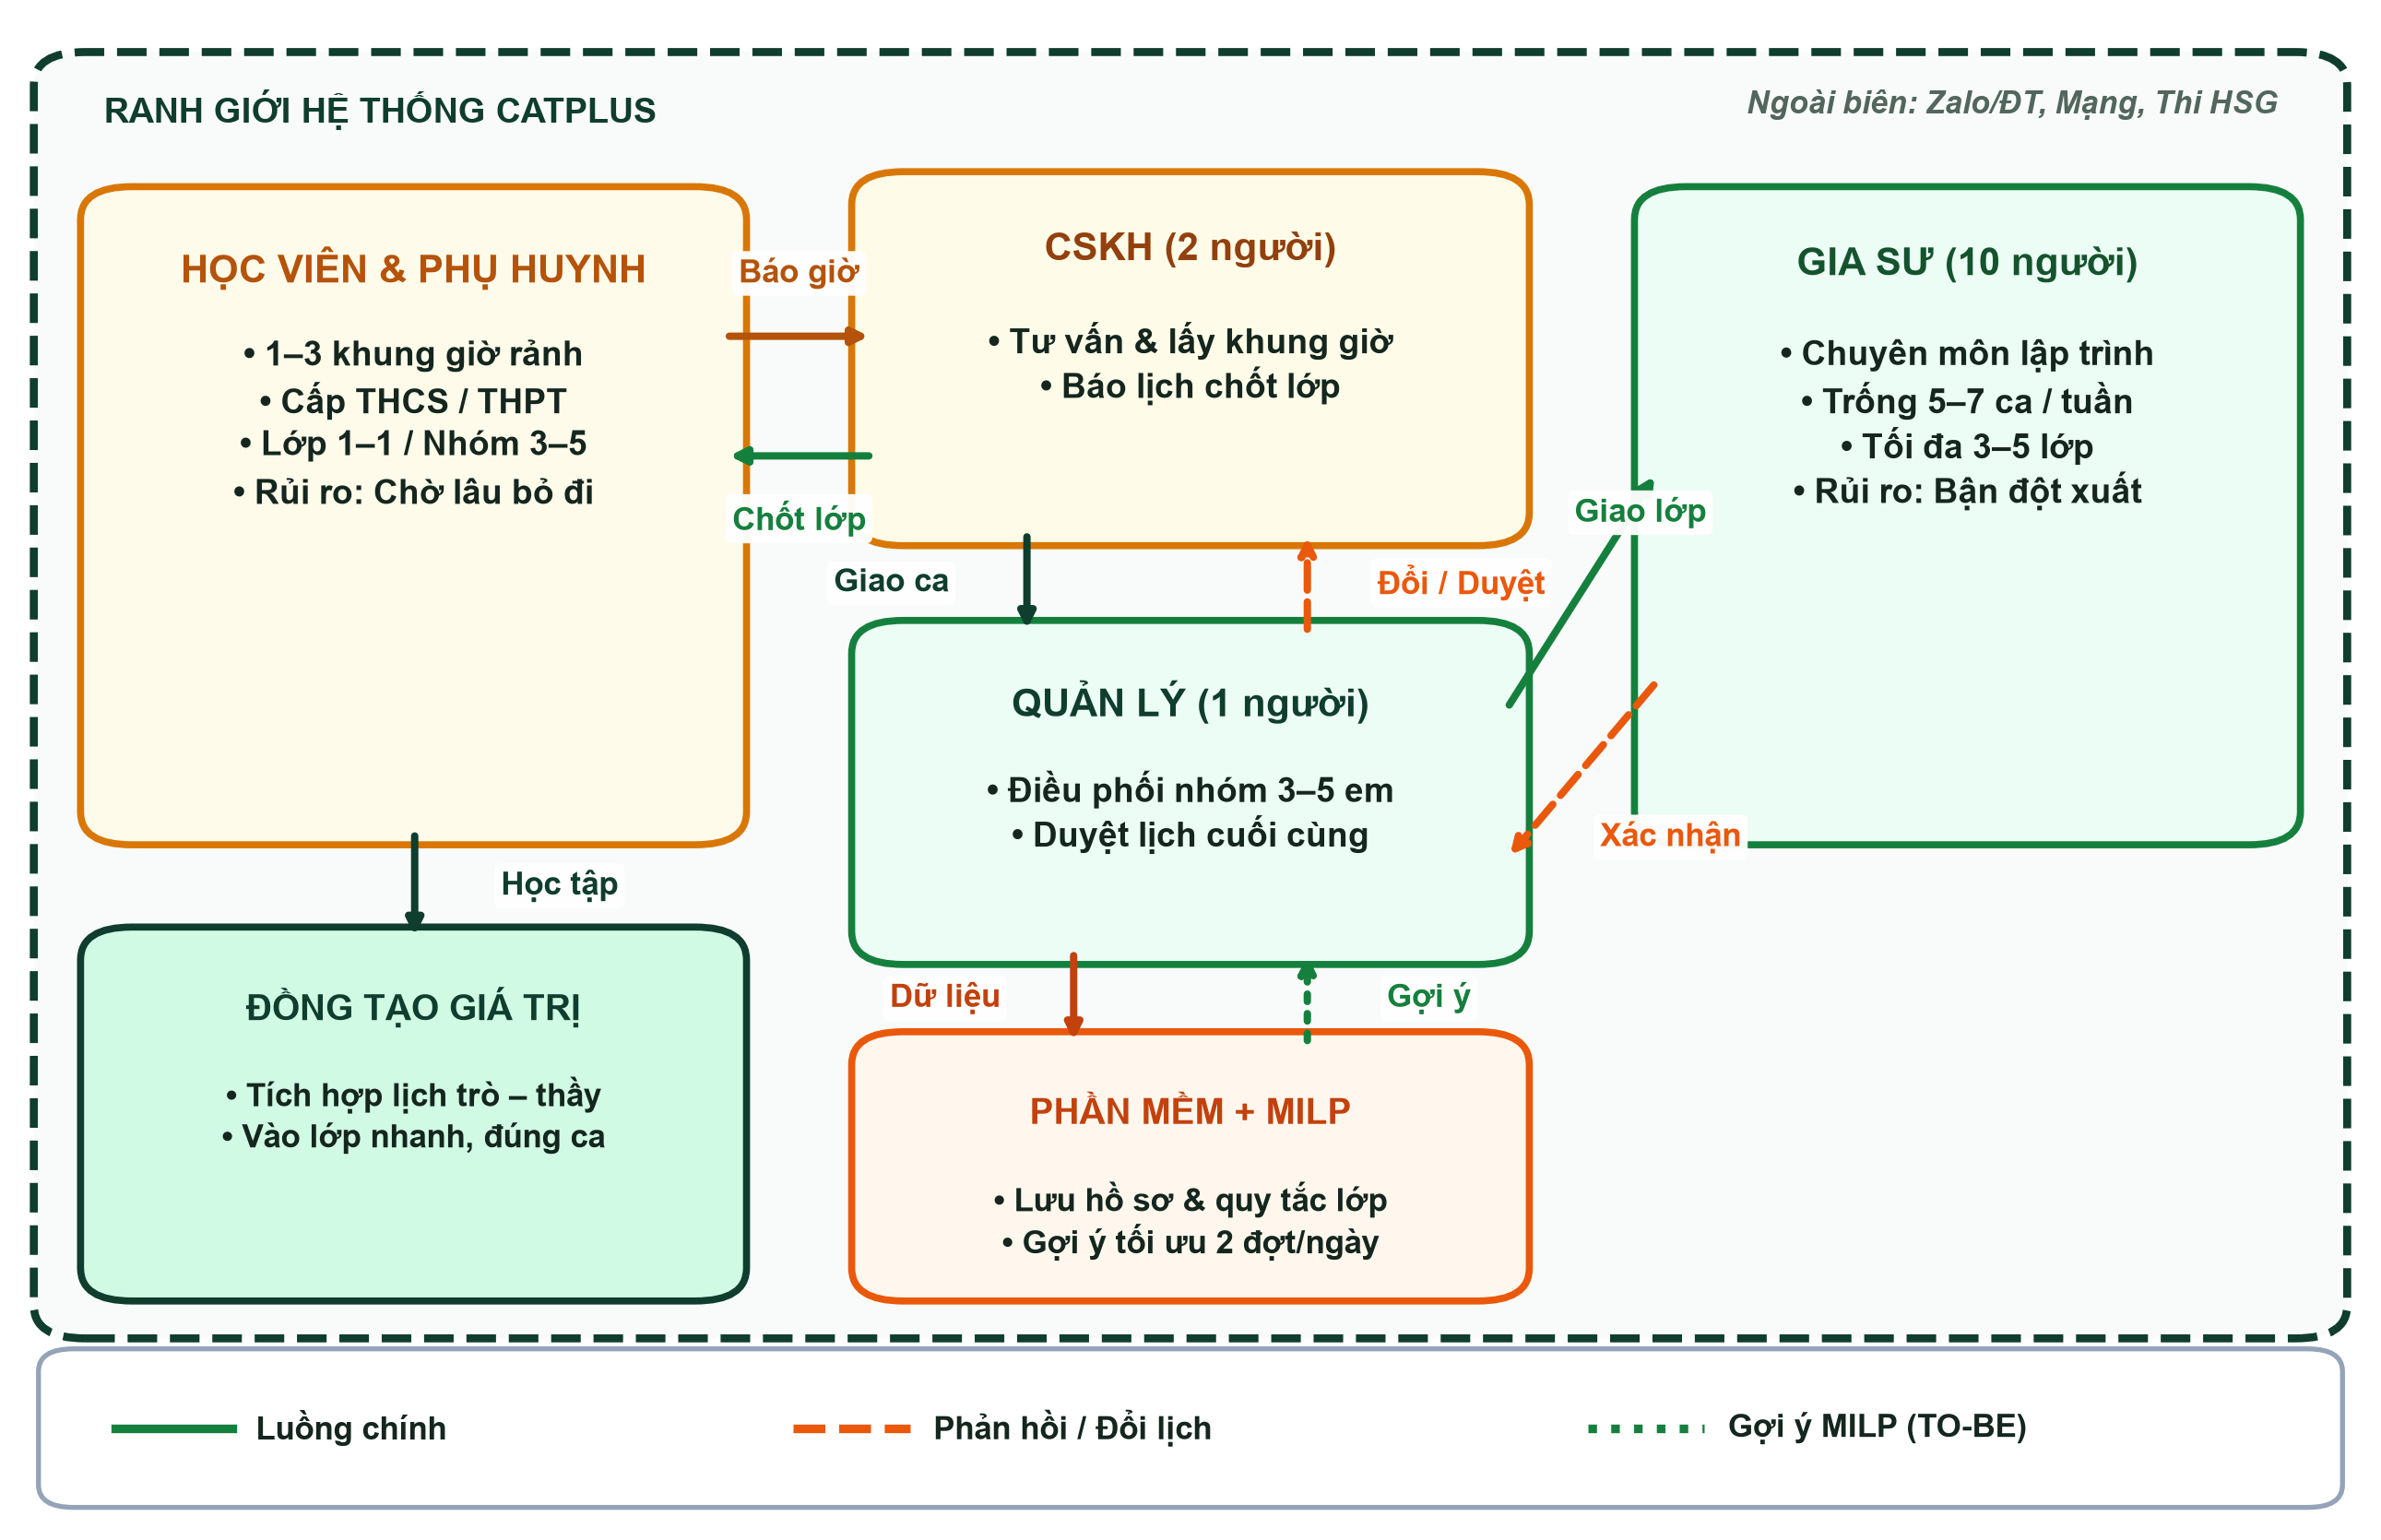 RANH GIỚI HỆ THỐNG CATPLUS
Ngoài biên: Zalo/ĐT, Mạng, Thi HSG
HỌC VIÊN & PHỤ HUYNH
• 1–3 khung giờ rảnh
• Cấp THCS / THPT
• Lớp 1–1 / Nhóm 3–5
• Rủi ro: Chờ lâu bỏ đi
Báo giờ
Chốt lớp
CSKH (2 người)
• Tư vấn & lấy khung giờ
• Báo lịch chốt lớp
GIA SƯ (10 người)
• Chuyên môn lập trình
• Trống 5–7 ca / tuần
• Tối đa 3–5 lớp
• Rủi ro: Bận đột xuất
Giao ca
Đổi / Duyệt
Giao lớp
QUẢN LÝ (1 người)
• Điều phối nhóm 3–5 em
• Duyệt lịch cuối cùng
Xác nhận
Học tập
ĐỒNG TẠO GIÁ TRỊ
• Tích hợp lịch trò – thầy
• Vào lớp nhanh, đúng ca
Dữ liệu
Gợi ý
PHẦN MỀM + MILP
• Lưu hồ sơ & quy tắc lớp
• Gợi ý tối ưu 2 đợt/ngày
Luồng chính
Phản hồi / Đổi lịch
Gợi ý MILP (TO-BE)